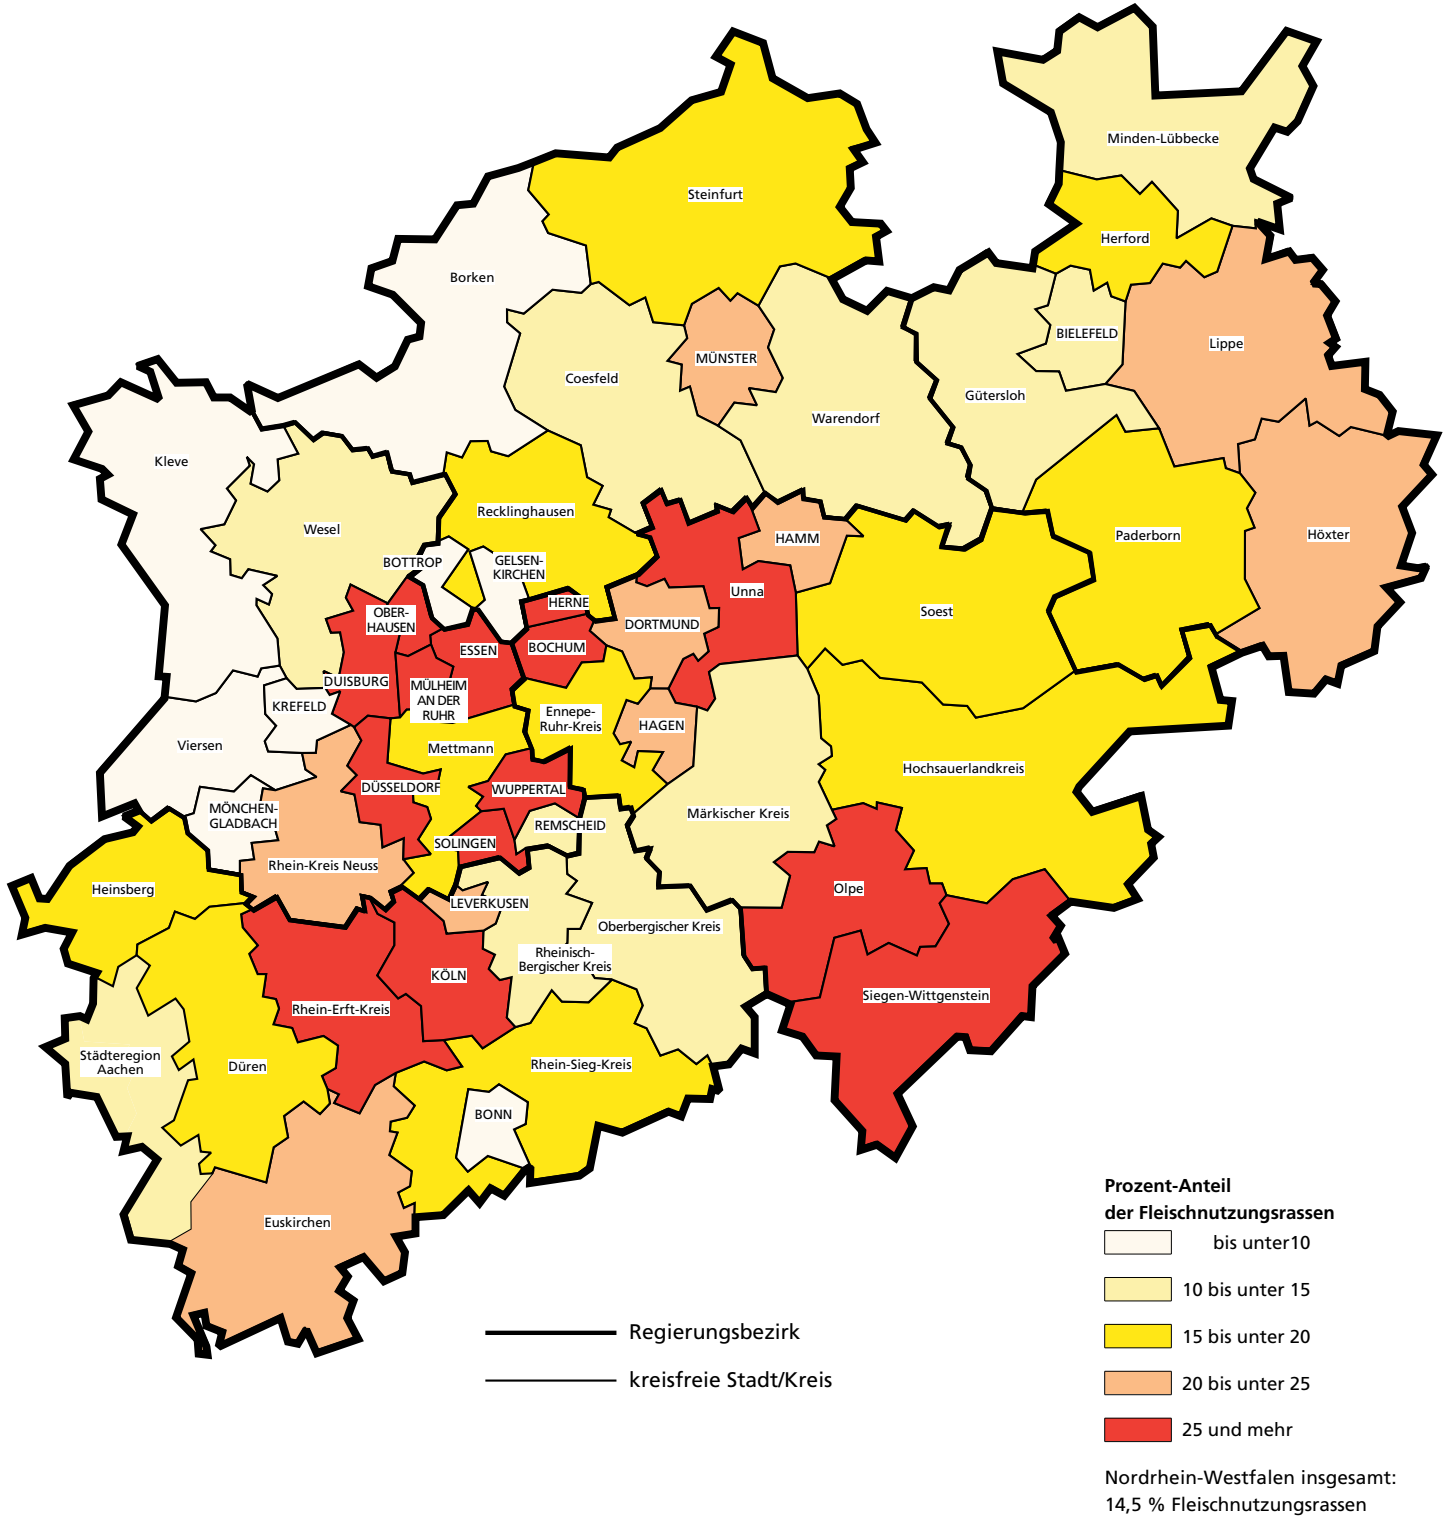 Minden-Lübbecke
Steinfurt
Herford
Borken
BIELEFELD
Lippe
MÜNSTER
Coesfeld
Gütersloh
Warendorf
Kleve
Recklinghausen
Wesel
Paderborn
Höxter
HAMM
BOTTROP
GELSEN-
KIRCHEN
Unna
HERNE
Soest
OBER-
HAUSEN
DORTMUND
ESSEN
BOCHUM
DUISBURG
MÜLHEIM
AN DER
RUHR
KREFELD
Ennepe-
Ruhr-Kreis
HAGEN
Viersen
Mettmann
Hochsauerlandkreis
DÜSSELDORF
WUPPERTAL
MÖNCHEN-
GLADBACH
Märkischer Kreis
REMSCHEID
SOLINGEN
Rhein-Kreis Neuss
Heinsberg
Olpe
LEVERKUSEN
Oberbergischer Kreis
Rheinisch-
Bergischer Kreis
KÖLN
Siegen-Wittgenstein
Rhein-Erft-Kreis
Städteregion
Aachen
Düren
Rhein-Sieg-Kreis
BONN
Euskirchen
Prozent-Anteil
der Fleischnutzungsrassen
bis unter10
10 bis unter 15
15 bis unter 20
20 bis unter 25
25 und mehr
Regierungsbezirk
kreisfreie Stadt/Kreis
Nordrhein-Westfalen insgesamt:
14,5 % Fleischnutzungsrassen